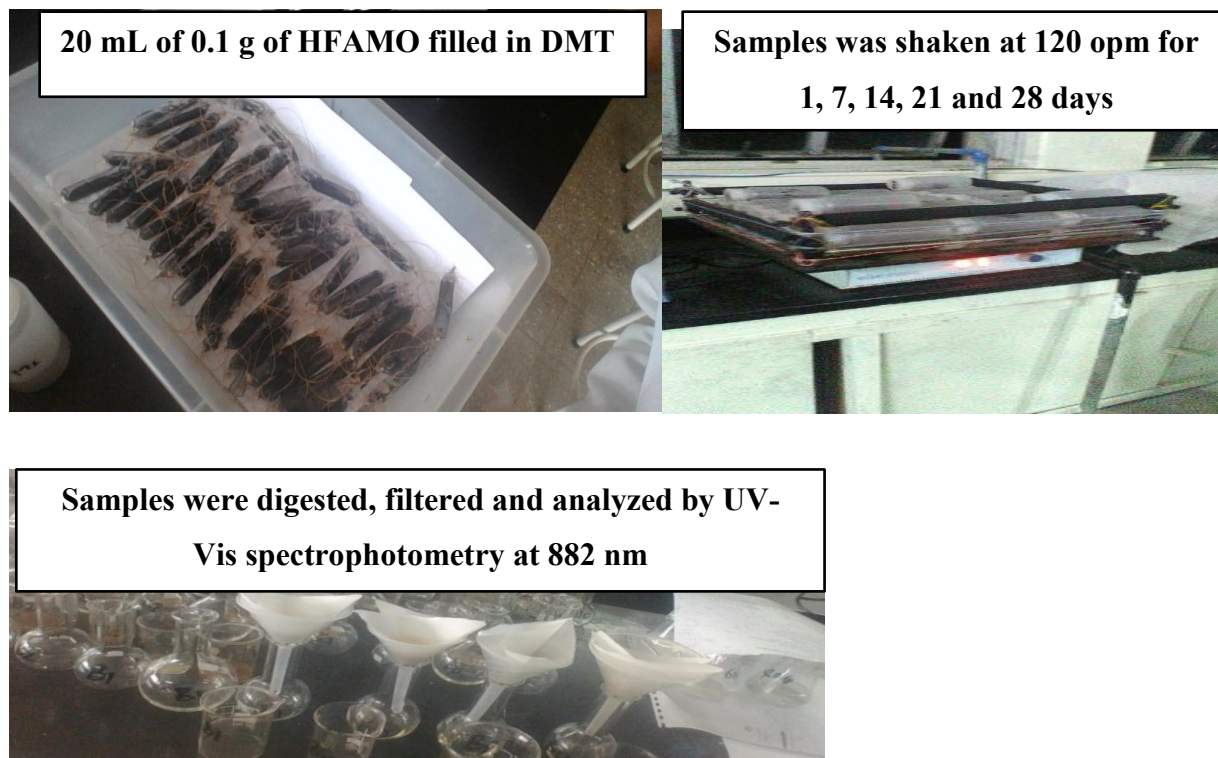 20 mL of 0.1 g of HFAMO filled in DMT
Samples was shaken at 120 opm for
1, 7, 14, 21 and 28 days
Samples were digested, filtered and analyzed by UV-
Vis spectrophotometry at 882 nm
B1